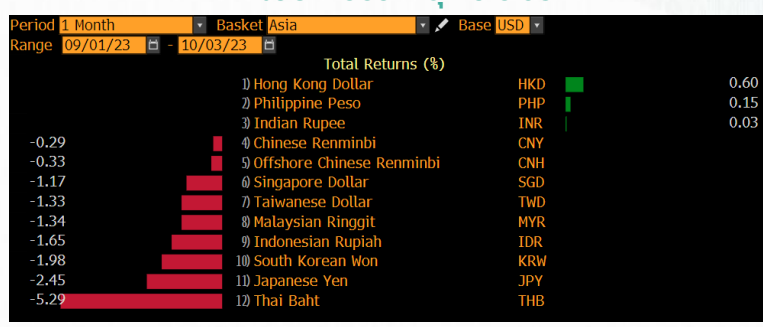 Period 1 Month Basket Asia Base USD
Range 09/01/23 - 10/03/23
Total Returns (%)
1) Hong Kong Dollar HKD 0.60
2) Philippine Peso PHP 0.15
3) Indian Rupee INR 0.03
-0.29 4) Chinese Renminbi CNY
-0.33 5) Offshore Chinese Renminbi CNH
-1.17 6) Singapore Dollar SGD
-1.33 7) Taiwanese Dollar TWD
-1.34 8) Malaysian Ringgit MYR
-1.65 9) Indonesian Rupiah IDR
-1.98 10) South Korean Won KRW
-2.45 11) Japanese Yen JPY
-5.29 12) Thai Baht THB